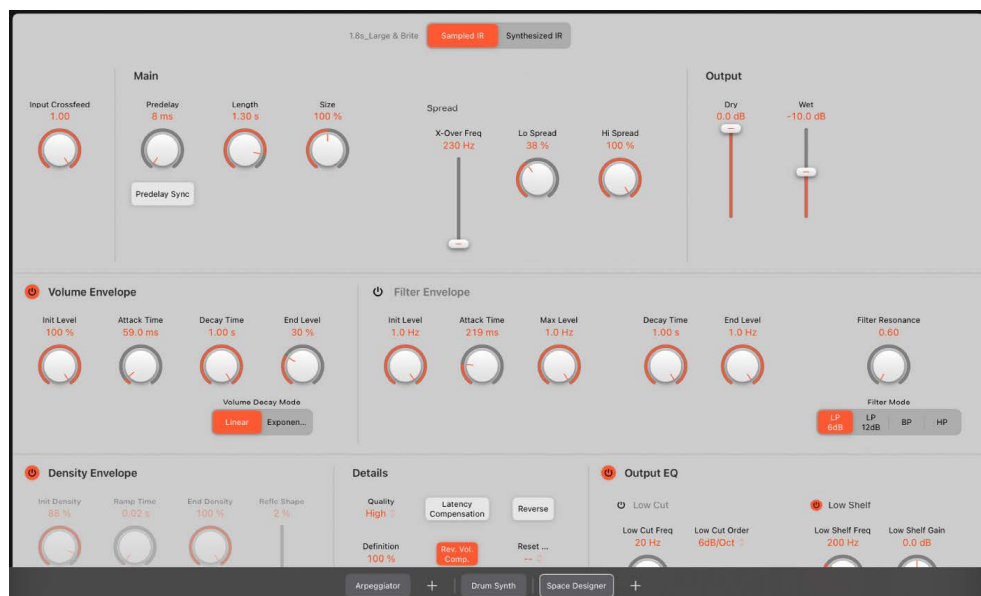 1.8s_Large & Brite
Sampled IR
Synthesized IR
Main
Output
Input Crossfeed
1.00
Predelay
8 ms
Length
1.30 s
Size
100 %
Spread
X-Over Freq
230 Hz
Lo Spread
38 %
Hi Spread
100 %
Dry
0.0 dB
Wet
-10.0 dB
Predelay Sync
Volume Envelope
Init Level
100 %
Attack Time
59.0 ms
Decay Time
1.00 s
End Level
30 %
Volume Decay Mode
Linear
Exponen...
Filter Envelope
Init Level
1.0 Hz
Attack Time
219 ms
Max Level
1.0 Hz
Decay Time
1.00 s
End Level
1.0 Hz
Filter Resonance
0.60
Filter Mode
LP
6dB
LP
12dB
BP
HP
Density Envelope
Init Density
85 %
Ramp Time
0.02 s
End Density
100 %
Reflc Shape
2 %
Details
Quality
High
Latency
Compensation
Reverse
Definition
100 %
Rev. Vol.
Comp.
Reset ...
--
Output EQ
Low Cut
Low Cut Freq
20 Hz
Low Cut Order
6dB/Oct
Low Shelf
Low Shelf Freq
200 Hz
Low Shelf Gain
0.0 dB
Arpeggiator
+
Drum Synth
Space Designer
+